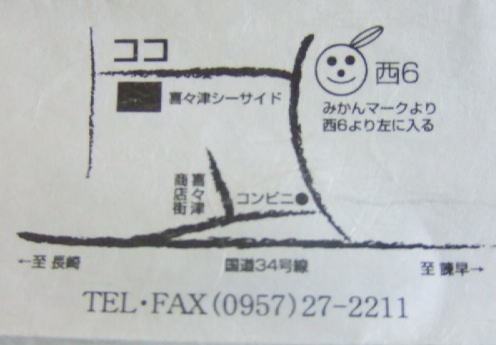 ココ
西6
喜々津シーサイド
みかんマークより
西6より左に入る
喜々津
商店街
コンビニ
←至 長崎
国道34号線
至 諫早→
TEL・FAX(0957)27-2211